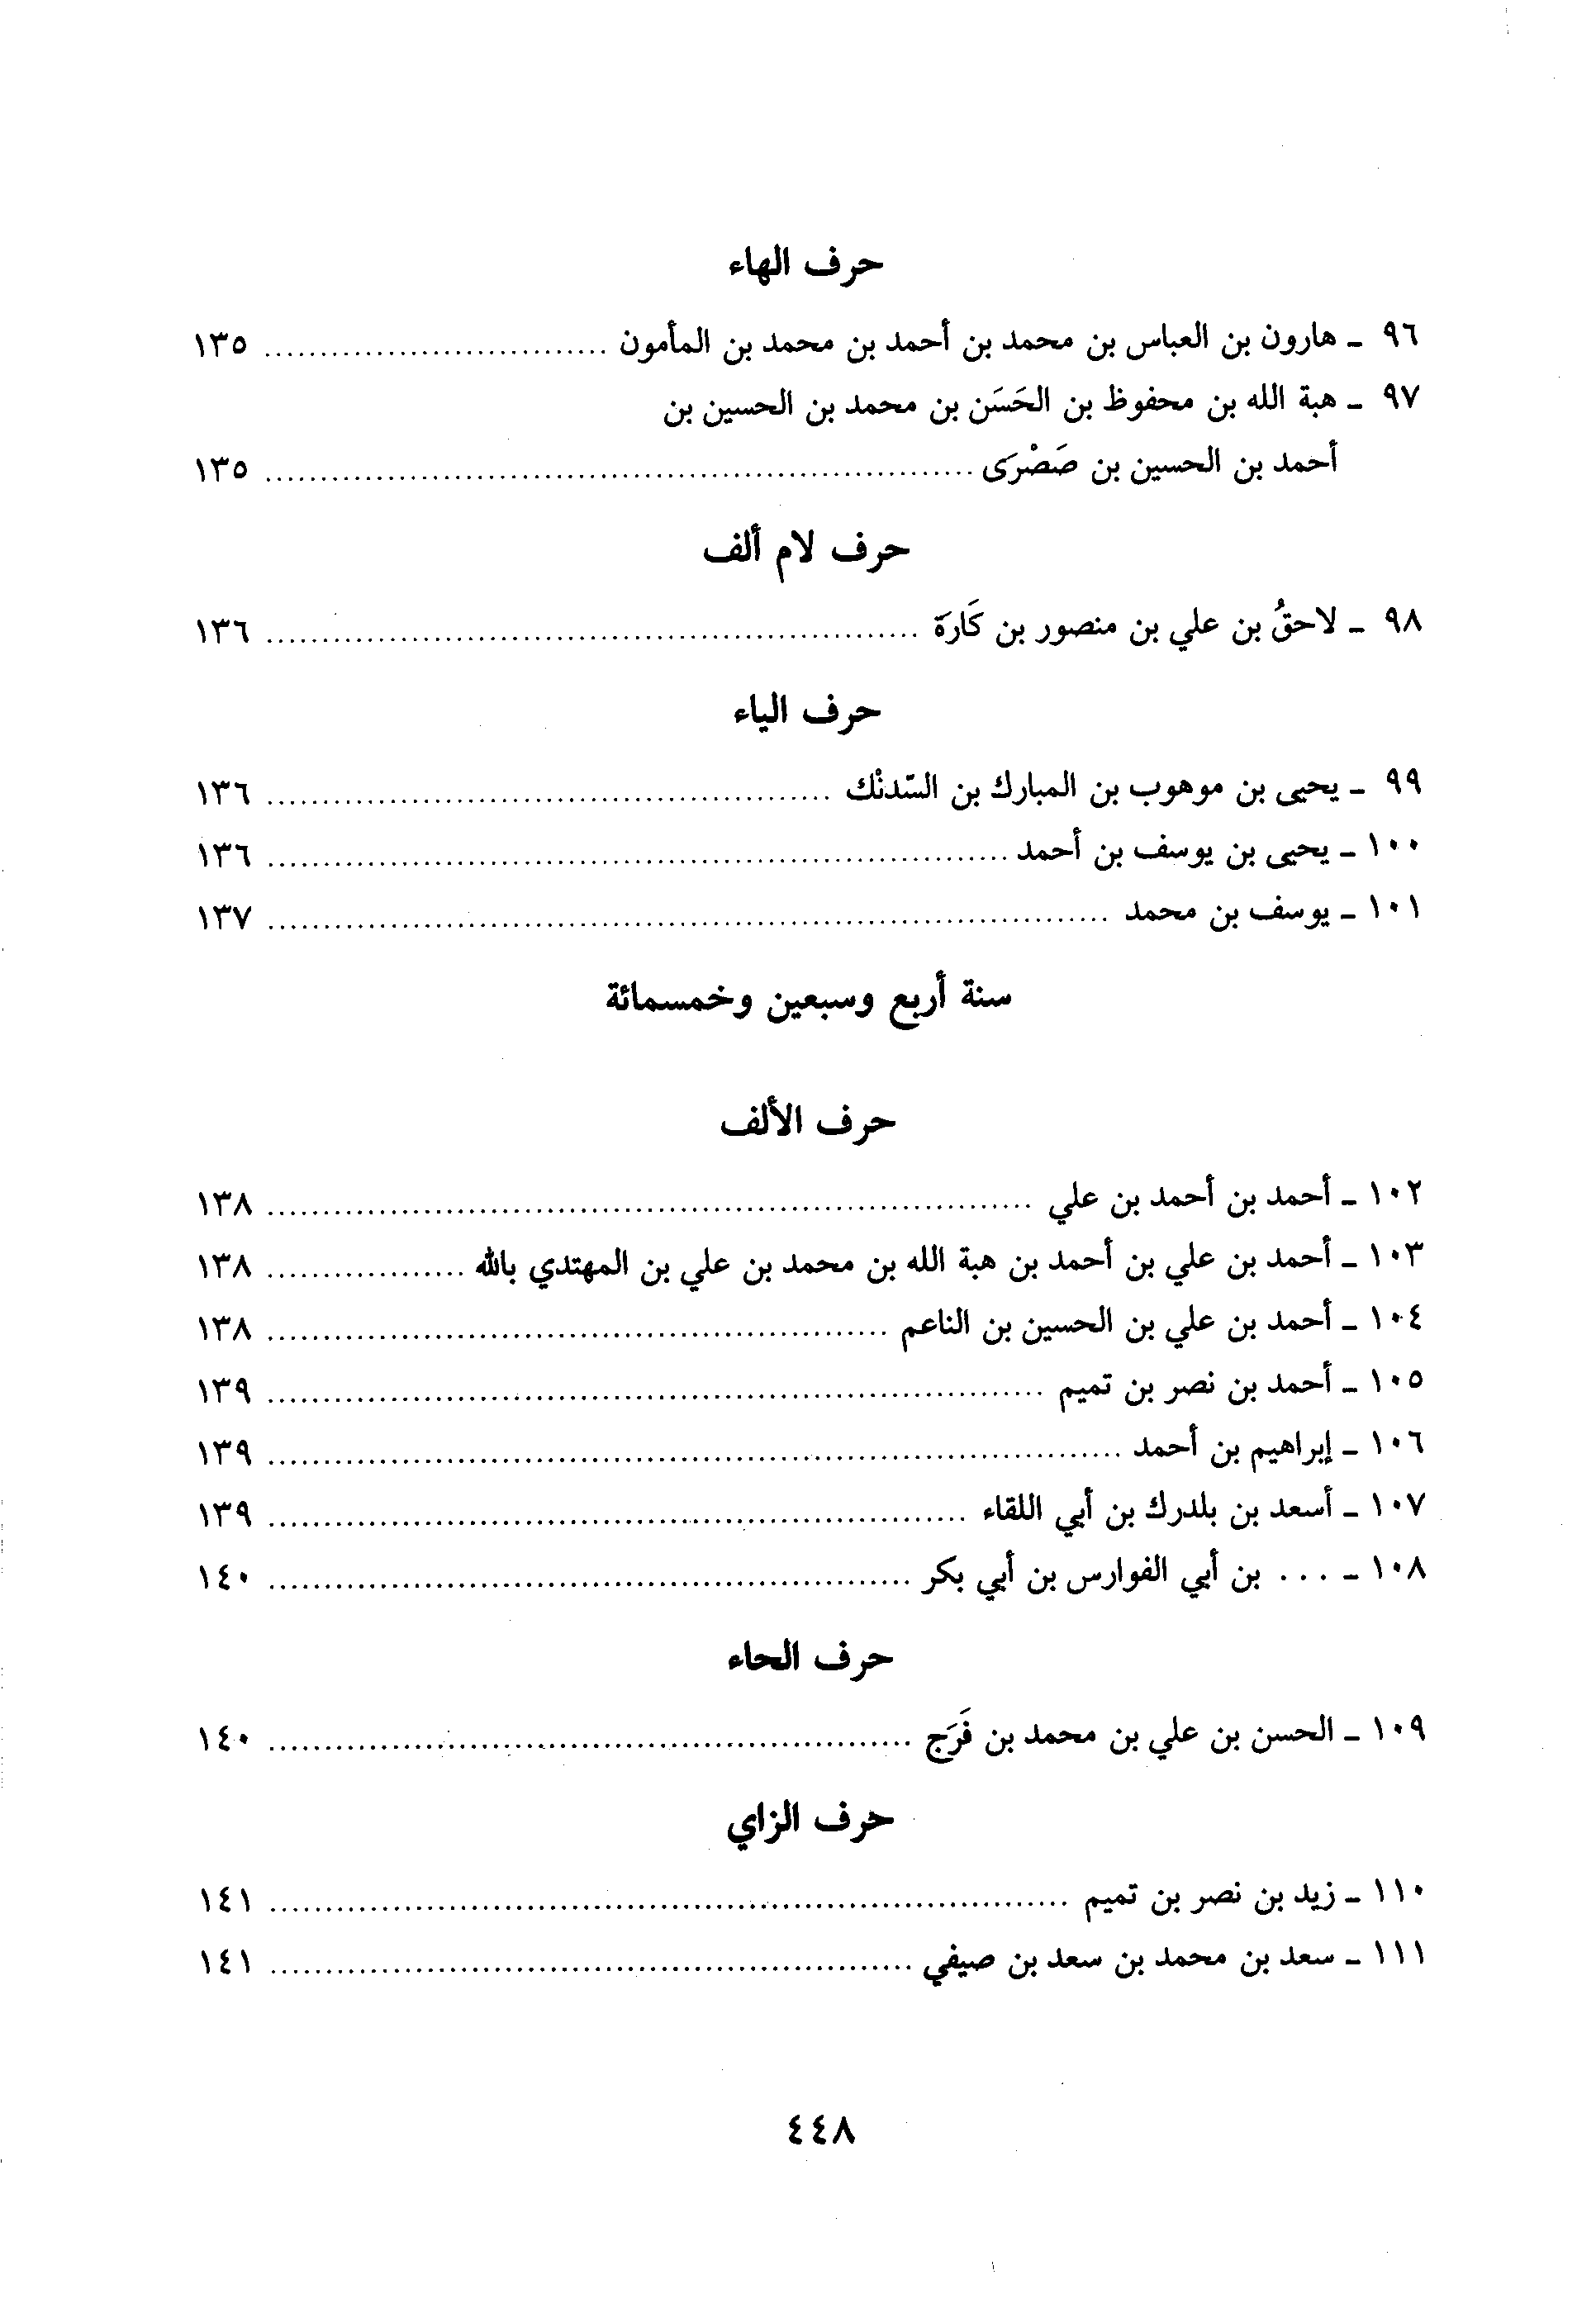 حرف الهاء
٩٦ - هارون بن العباس بن محمد بن أحمد بن محمد بن المأمون ............................... ١٣٥
٩٧ - هبة الله بن محفوظ بن الحَسَن بن محمد بن الحسين بن
أحمد بن الحسين بن صَصْرَى ............................... ١٣٥
حرف لام ألف
٩٨ - لاحقُ بن علي بن منصور بن كَارَة ............................... ١٣٦
حرف الياء
٩٩ - يحيى بن موهوب بن المبارك بن السّدنْك ............................... ١٣٦
١٠٠ - يحيى بن يوسف بن أحمد ............................... ١٣٦
١٠١ - يوسف بن محمد ............................... ١٣٧
سنة أربع وسبعين وخمسمائة
حرف الألف
١٠٢ - أحمد بن أحمد بن علي ............................... ١٣٨
١٠٣ - أحمد بن علي بن أحمد بن هبة الله بن محمد بن علي بن المهتدي بالله .................. ١٣٨
١٠٤ - أحمد بن علي بن الحسين بن الناعم ............................... ١٣٨
١٠٥ - أحمد بن نصر بن تميم ............................... ١٣٩
١٠٦ - إبراهيم بن أحمد ............................... ١٣٩
١٠٧ - أسعد بن بلدرك بن أبي اللقاء ............................... ١٣٩
١٠٨ - . . . بن أبي الفوارس بن أبي بكر ............................... ١٤٠
حرف الحاء
١٠٩ - الحسن بن علي بن محمد بن فَرَج ............................... ١٤٠
حرف الزاي
١١٠ - زيد بن نصر بن تميم ............................... ١٤١
١١١ - سعد بن محمد بن سعد بن صيفي ............................... ١٤١
٤٤٨